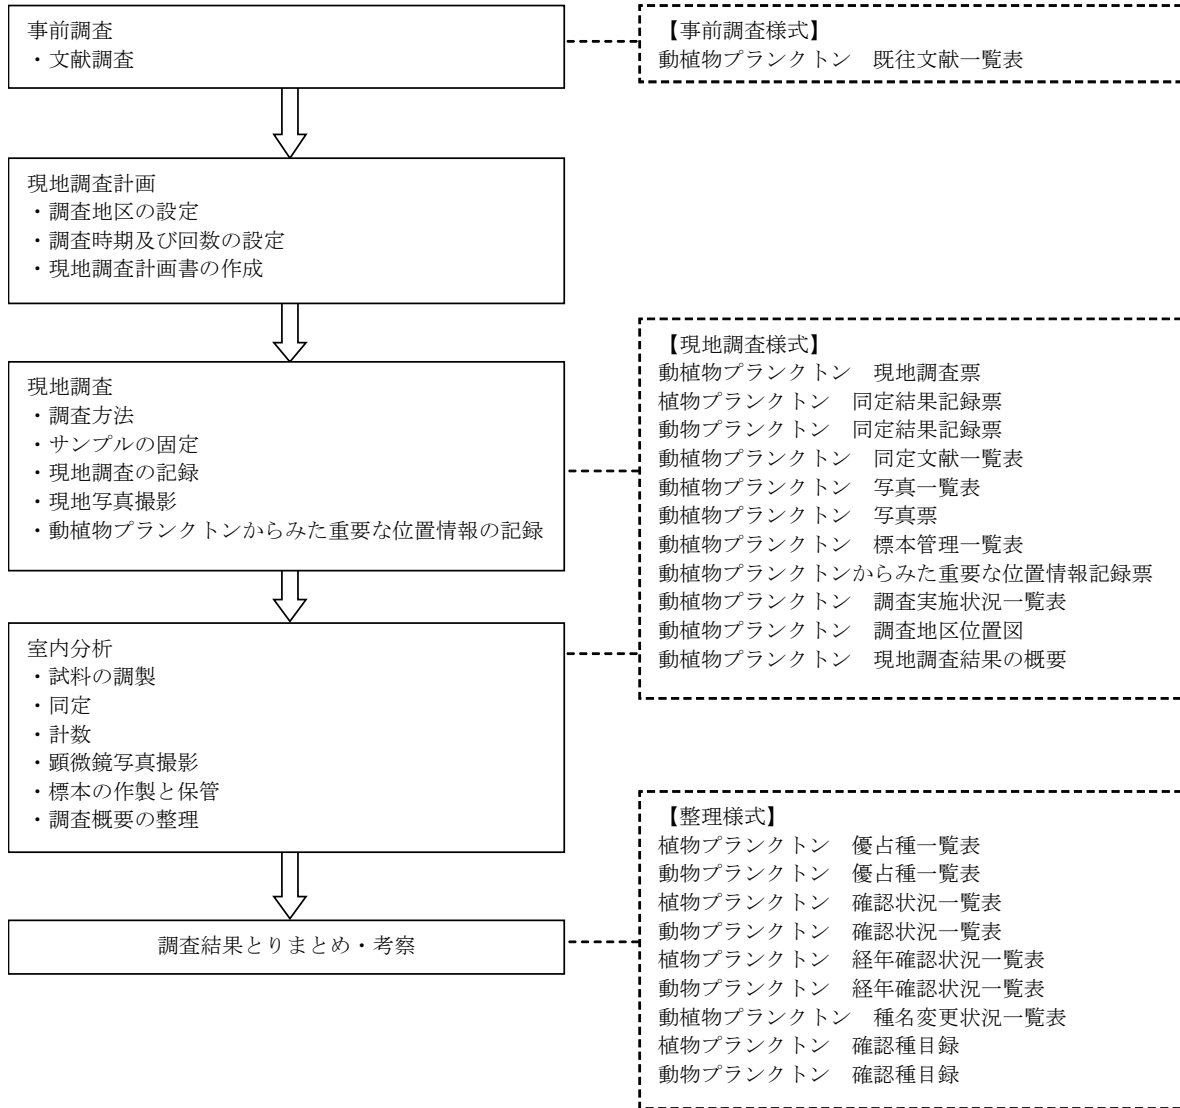 事前調査
・文献調査
【事前調査様式】
動植物プランクトン　既往文献一覧表
現地調査計画
・調査地区の設定
・調査時期及び回数の設定
・現地調査計画書の作成
現地調査
・調査方法
・サンプルの固定
・現地調査の記録
・現地写真撮影
・動植物プランクトンからみた重要な位置情報の記録
【現地調査様式】
動植物プランクトン　現地調査票
植物プランクトン　同定結果記録票
動物プランクトン　同定結果記録票
動植物プランクトン　同定文献一覧表
動植物プランクトン　写真一覧表
動植物プランクトン　写真票
動植物プランクトン　標本管理一覧表
動植物プランクトンからみた重要な位置情報記録票
動植物プランクトン　調査実施状況一覧表
動植物プランクトン　調査地区位置図
動植物プランクトン　現地調査結果の概要
室内分析
・試料の調製
・同定
・計数
・顕微鏡写真撮影
・標本の作製と保管
・調査概要の整理
調査結果とりまとめ・考察
【整理様式】
植物プランクトン　優占種一覧表
動物プランクトン　優占種一覧表
植物プランクトン　確認状況一覧表
動物プランクトン　確認状況一覧表
植物プランクトン　経年確認状況一覧表
動物プランクトン　経年確認状況一覧表
動植物プランクトン　種名変更状況一覧表
植物プランクトン　確認種目録
動物プランクトン　確認種目録